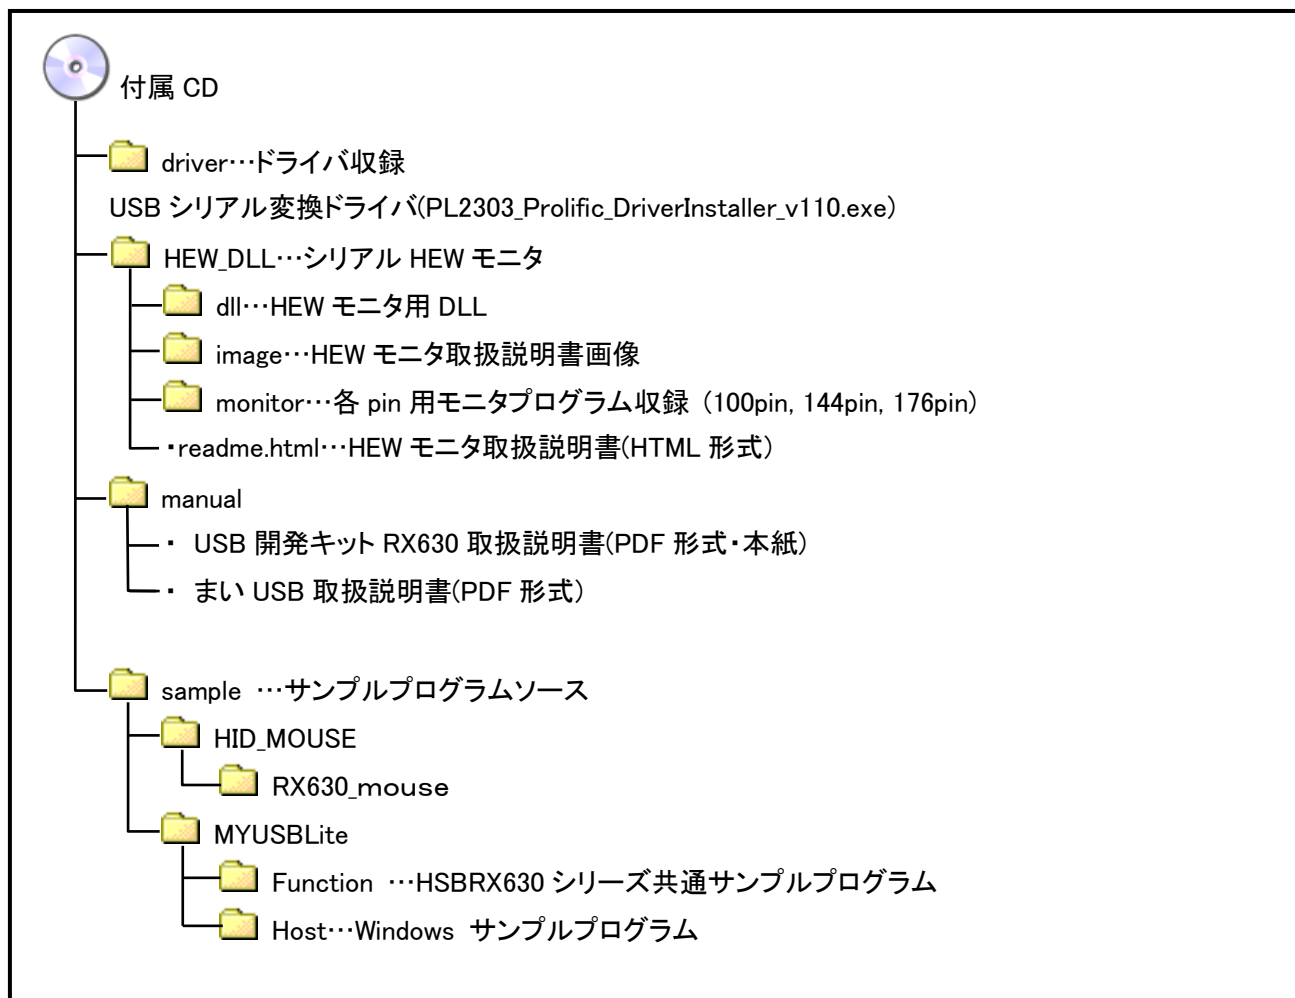 付属 CD
driver…ドライバ収録
USB シリアル変換ドライバ(PL2303_Prolific_DriverInstaller_v110.exe)
HEW_DLL…シリアル HEW モニタ
dll…HEW モニタ用 DLL
image…HEW モニタ取扱説明書画像
monitor…各 pin 用モニタプログラム収録 (100pin, 144pin, 176pin)
・readme.html…HEW モニタ取扱説明書(HTML 形式)
manual
・ USB 開発キット RX630 取扱説明書(PDF 形式・本紙)
・ まい USB 取扱説明書(PDF 形式)
sample …サンプルプログラムソース
HID_MOUSE
RX630_mouse
MYUSBLite
Function …HSBRX630 シリーズ共通サンプルプログラム
Host…Windows サンプルプログラム